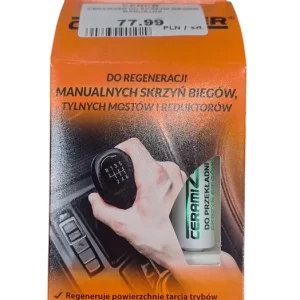 77.99
PLN / szt.
DO REGENERACJI
MANUALNYCH SKRZYŃ BIEGÓW,
TYLNYCH MOSTÓW I REDUKTORÓW
CERAMIZ
DO PRZEKŁADNI
Regeneruje powierzchnie tarcia trybów